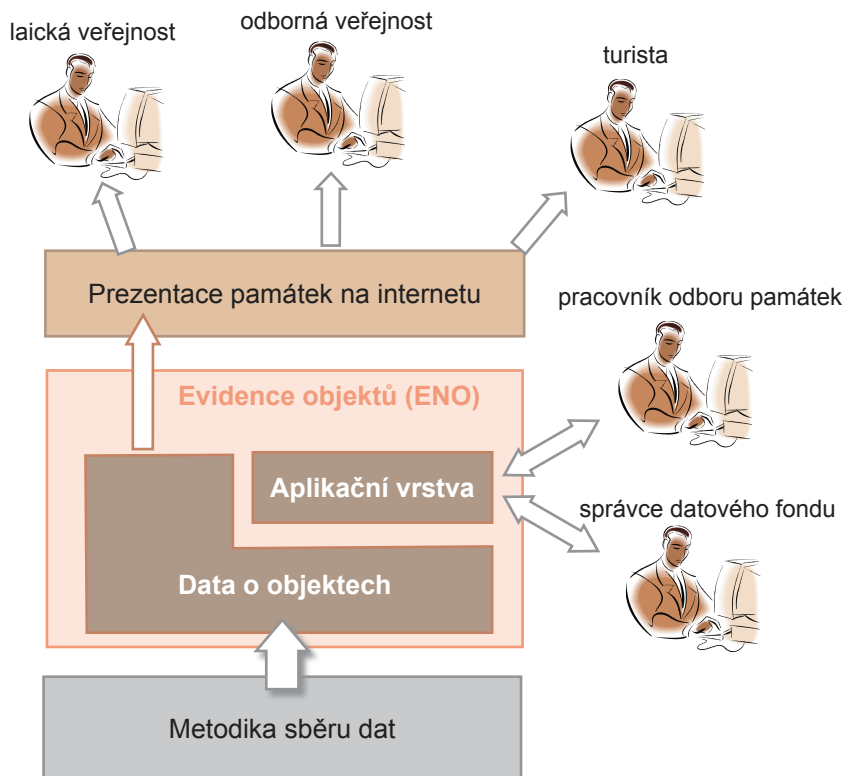 laická veřejnost
odborná veřejnost
turista
Prezentace památek na internetu
pracovník odboru památek
Evidence objektů (ENO)
Aplikační vrstva
správce datového fondu
Data o objektech
Metodika sběru dat